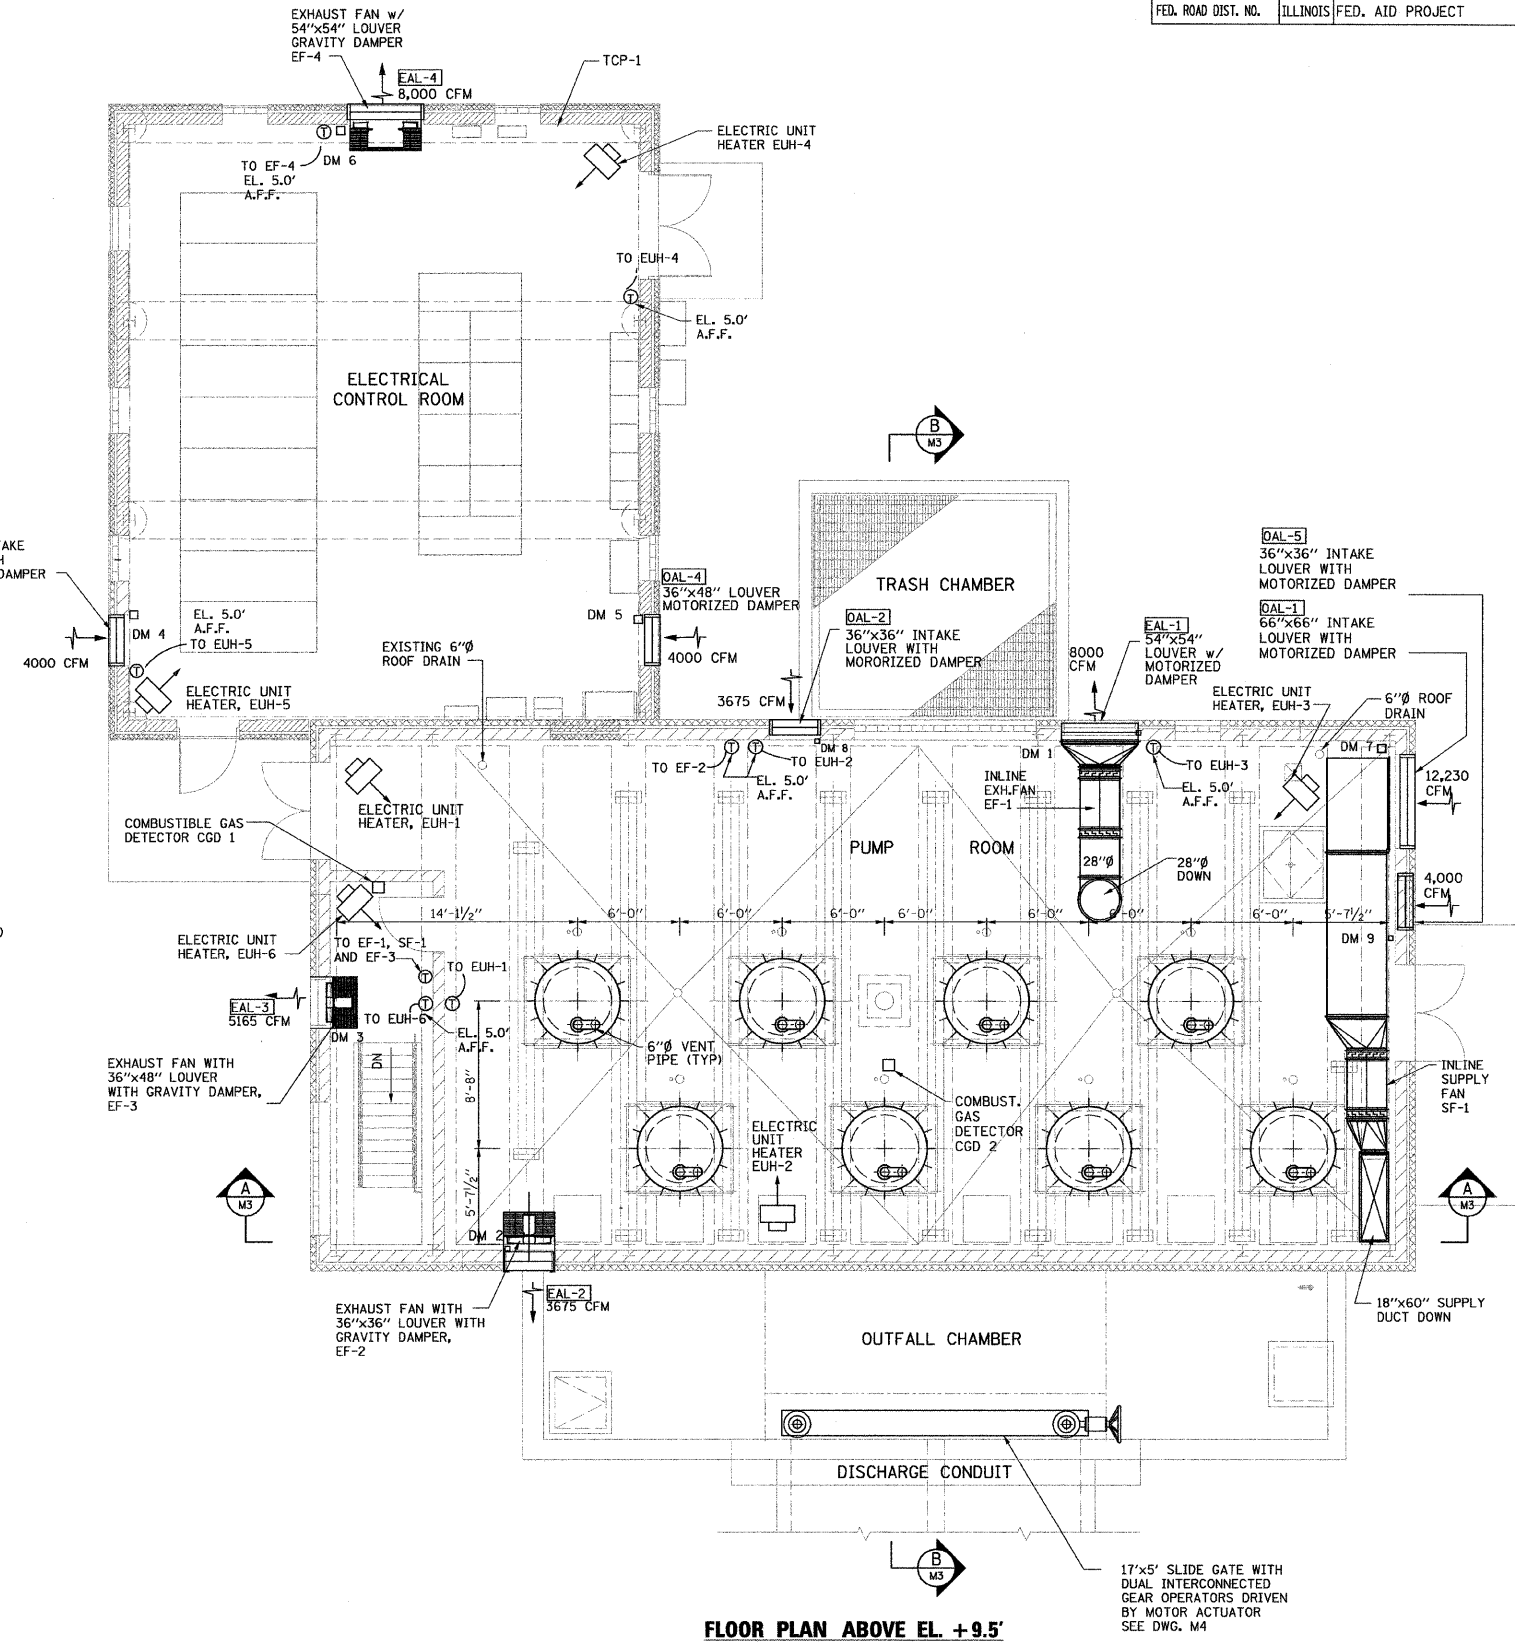 FED. ROAD DIST. NO. ILLINOIS FED. AID PROJECT
EXHAUST FAN w/
54"x54" LOUVER
GRAVITY DAMPER
EF-4
EAL-4
8,000 CFM
TCP-1
ELECTRIC UNIT
HEATER EUH-4
T
DM 6
TO EF-4
EL. 5.0'
A.F.F.
TO EUH-4
T
EL. 5.0'
A.F.F.
ELECTRICAL
CONTROL ROOM
B
M3
TAKE
H
DAMPER
DM 4
4000 CFM
EL. 5.0'
A.F.F.
TO EUH-5
T
ELECTRIC UNIT
HEATER, EUH-5
EXISTING 6"Ø
ROOF DRAIN
DM 5
OAL-4
36"x48" LOUVER
MOTORIZED DAMPER
4000 CFM
TRASH CHAMBER
OAL-2
36"x36" INTAKE
LOUVER WITH
MORORIZED DAMPER
3675 CFM
EAL-1
54"x54"
LOUVER w/
MOTORIZED
DAMPER
8000
CFM
OAL-5
36"x36" INTAKE
LOUVER WITH
MOTORIZED DAMPER
OAL-1
66"x66" INTAKE
LOUVER WITH
MOTORIZED DAMPER
ELECTRIC UNIT
HEATER, EUH-3
6"Ø ROOF
DRAIN
DM 7
12,230
CFM
4,000
CFM
DM 9
TO EF-2
T
T
DM 8
TO EUH-2
EL. 5.0'
A.F.F.
DM 1
INLINE
EXH.FAN
EF-1
T
TO EUH-3
EL. 5.0'
A.F.F.
28"Ø
28"Ø
DOWN
PUMP ROOM
ELECTRIC UNIT
HEATER, EUH-1
COMBUSTIBLE GAS
DETECTOR CGD 1
14'-1½"
6'-0"
6'-0"
6'-0"
6'-0"
6'-0"
6'-0"
5'-7½"
ELECTRIC UNIT
HEATER, EUH-6
TO EF-1, SF-1
AND EF-3
T
TO EUH-1
T
T
TO EUH-6
EL. 5.0'
A.F.F.
EAL-3
5165 CFM
DM 3
EXHAUST FAN WITH
36"x48" LOUVER
WITH GRAVITY DAMPER,
EF-3
DN
8'-8"
5'-7½"
6"Ø VENT
PIPE (TYP)
COMBUST.
GAS
DETECTOR
CGD 2
ELECTRIC
UNIT
HEATER
EUH-2
INLINE
SUPPLY
FAN
SF-1
A
M3
A
M3
DM 2
EAL-2
3675 CFM
EXHAUST FAN WITH
36"x36" LOUVER WITH
GRAVITY DAMPER,
EF-2
18"x60" SUPPLY
DUCT DOWN
OUTFALL CHAMBER
DISCHARGE CONDUIT
B
M3
17'x5' SLIDE GATE WITH
DUAL INTERCONNECTED
GEAR OPERATORS DRIVEN
BY MOTOR ACTUATOR
SEE DWG. M4
FLOOR PLAN ABOVE EL. +9.5'